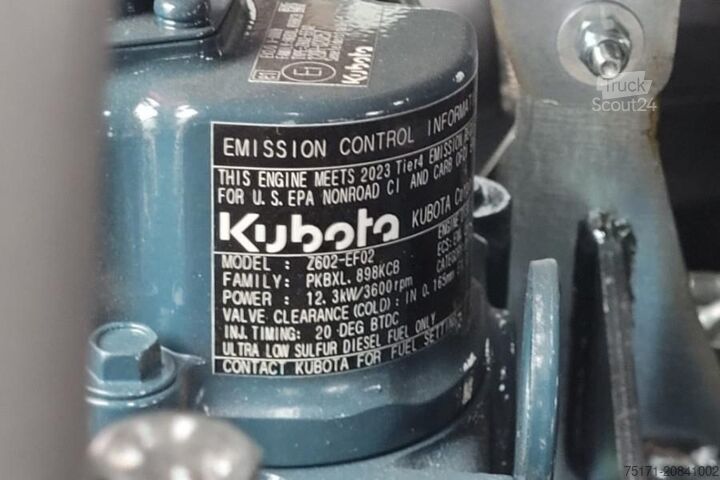 Kubota
Truck
Scout24
EMISSION CONTROL INFORMAT
THIS ENGINE MEETS 2023 Tier4 EMISSION
FOR U.S. EPA NONROAD CI AND CARB
Kubota KUBOTA
MODEL : Z602-EF02
FAMILY: PKBXL.898KCB
POWER : 12.3kW/3600rpm
VALVE CLEARANCE (COLD): IN 0.165mm
INJ. TIMING: 20 DEG BTDC
ULTRA LOW SULFUR DIESEL FUEL ONLY
CONTACT KUBOTA FOR FUEL
75171-20841002